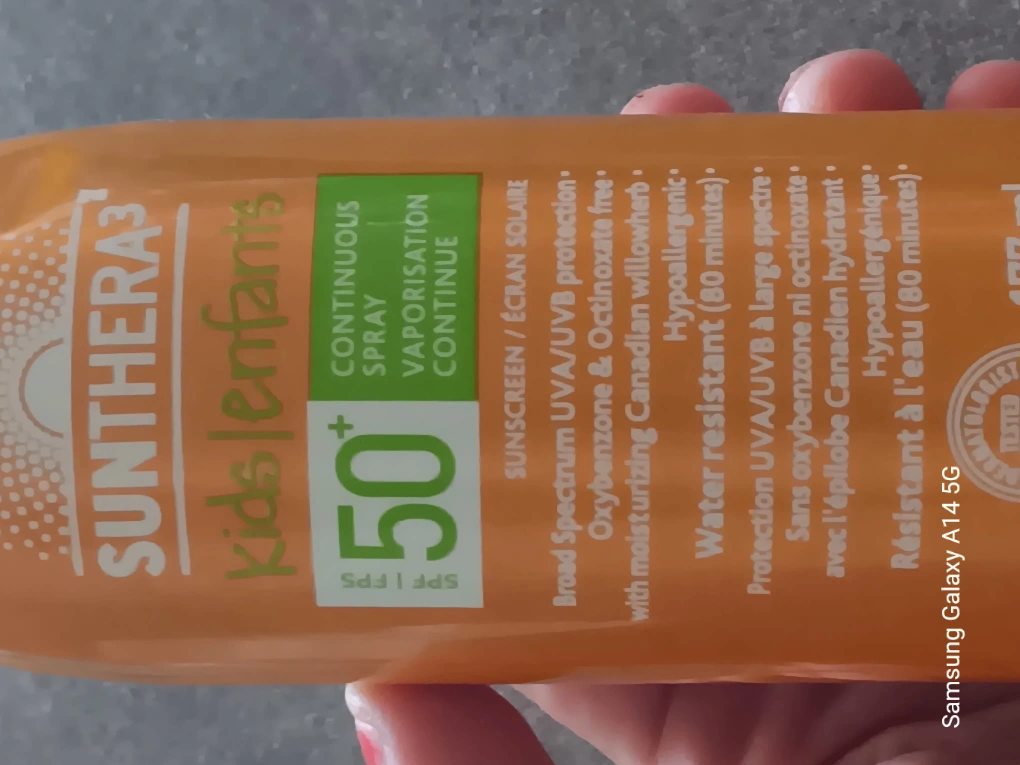 SUNTHERA3
kids|enfants
SPF | FPS
50+
CONTINUOUS
SPRAY
VAPORISATION
CONTINUE
SUNSCREEN / ÉCRAN SOLAIRE
Broad Spectrum UVA/UVB protection •
Oxybenzone & Octinoxate free •
with moisturizing Canadian willowherb •
Hypoallergenic •
Water resistant (80 minutes) •
Protection UVA/UVB à large spectre •
Sans oxybenzone ni octinoxate •
avec l'épilobe Canadien hydratant •
Hypoallergénique •
Résistant à l'eau (80 minutes) •
Samsung Galaxy A14 5G